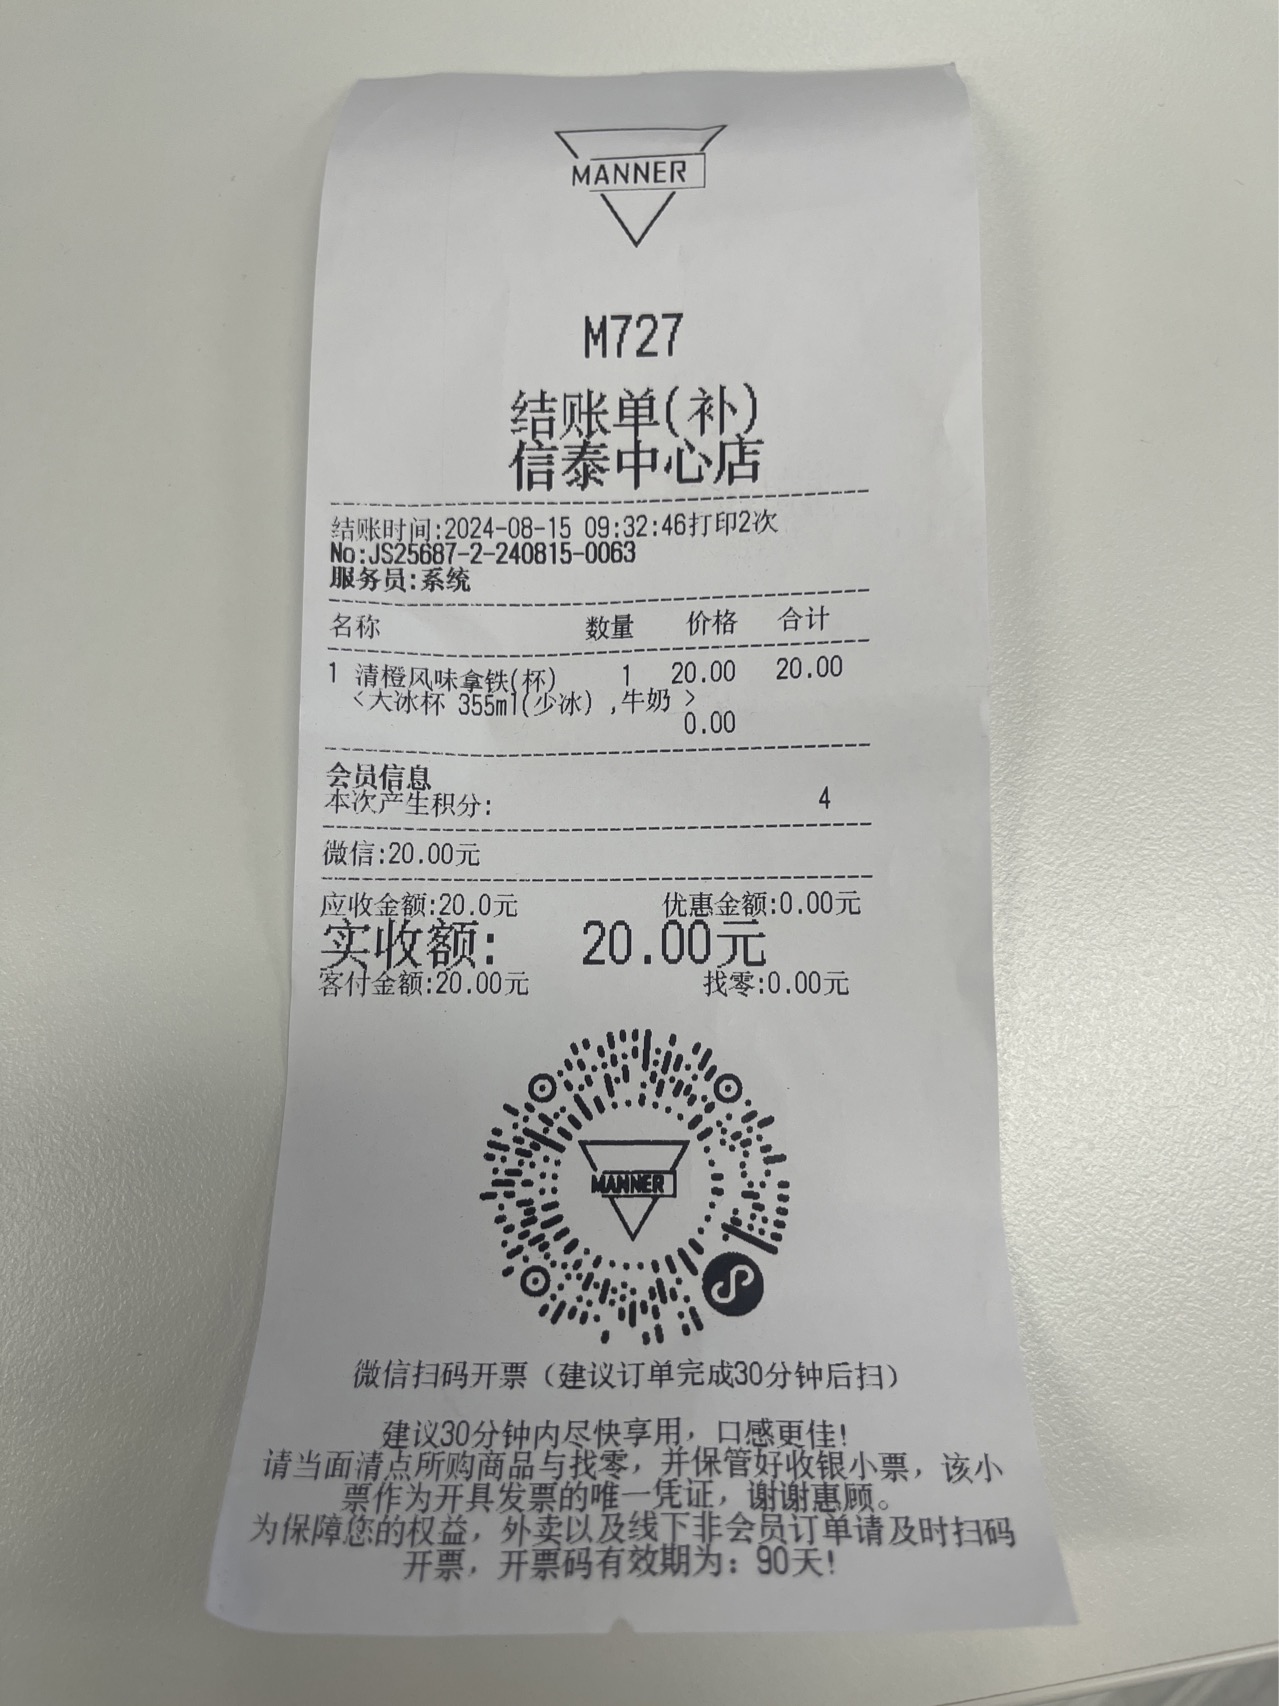 MANNER
M727
结账单(补)
信泰中心店
结账时间:2024-08-15 09:32:46打印2次
No:JS25687-2-240815-0063
服务员:系统
名称 数量 价格 合计
1 清橙风味拿铁(杯) 1 20.00 20.00
<大冰杯 355ml(少冰) ,牛奶 >
0.00
会员信息
本次产生积分: 4
微信:20.00元
应收金额:20.0元 优惠金额:0.00元
实收额: 20.00元
客付金额:20.00元 找零:0.00元
MANNER
微信扫码开票（建议订单完成30分钟后扫）
建议30分钟内尽快享用，口感更佳!
请当面清点所购商品与找零，并保管好收银小票，该小
票作为开具发票的唯一凭证，谢谢惠顾。
为保障您的权益，外卖以及线下非会员订单请及时扫码
开票，开票码有效期为：90天!